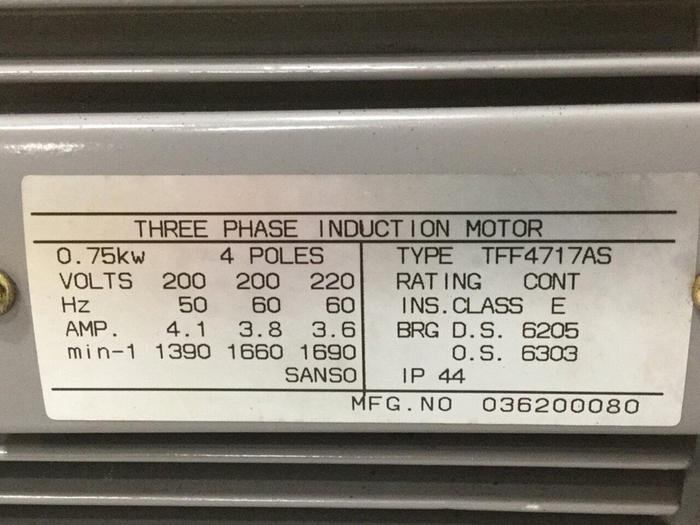 THREE PHASE INDUCTION MOTOR
0.75kw 4 POLES
VOLTS 200 200 220
Hz 50 60 60
AMP. 4.1 3.8 3.6
min-1 1390 1660 1690
SANSO
TYPE TFF4717AS
RATING CONT
INS.CLASS E
BRG D.S. 6205
O.S. 6303
IP 44
MFG.NO 036200080